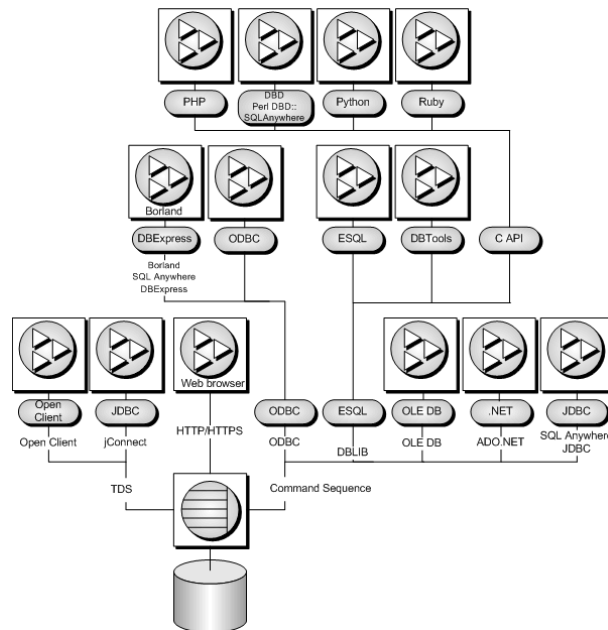 PHP
DBD
Perl DBD::
SQLAnywhere
Python
Ruby
Borland
DBExpress
ODBC
ESQL
DBTools
C API
Borland
SQL Anywhere
DBExpress
Web browser
Open
Client
JDBC
ODBC
ESQL
OLE DB
.NET
JDBC
Open Client
jConnect
HTTP/HTTPS
ODBC
DBLIB
OLE DB
ADO.NET
SQL Anywhere
JDBC
TDS
Command Sequence